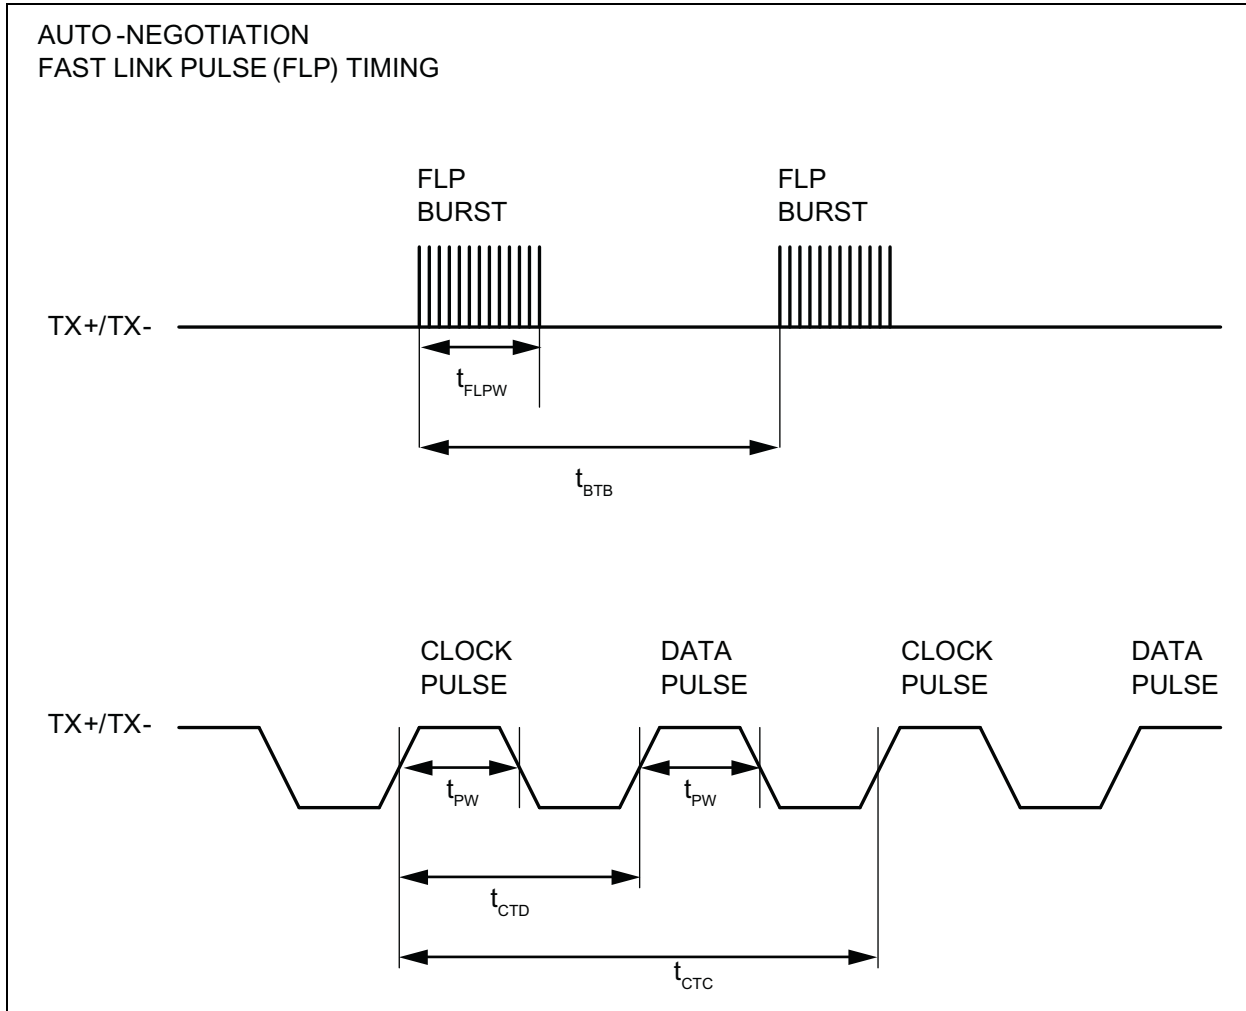 AUTO-NEGOTIATION
FAST LINK PULSE (FLP) TIMING
FLP
BURST
FLP
BURST
TX+/TX-
tFLPW
tBTB
CLOCK
PULSE
DATA
PULSE
CLOCK
PULSE
DATA
PULSE
TX+/TX-
tPW
tPW
tCTD
tCTC